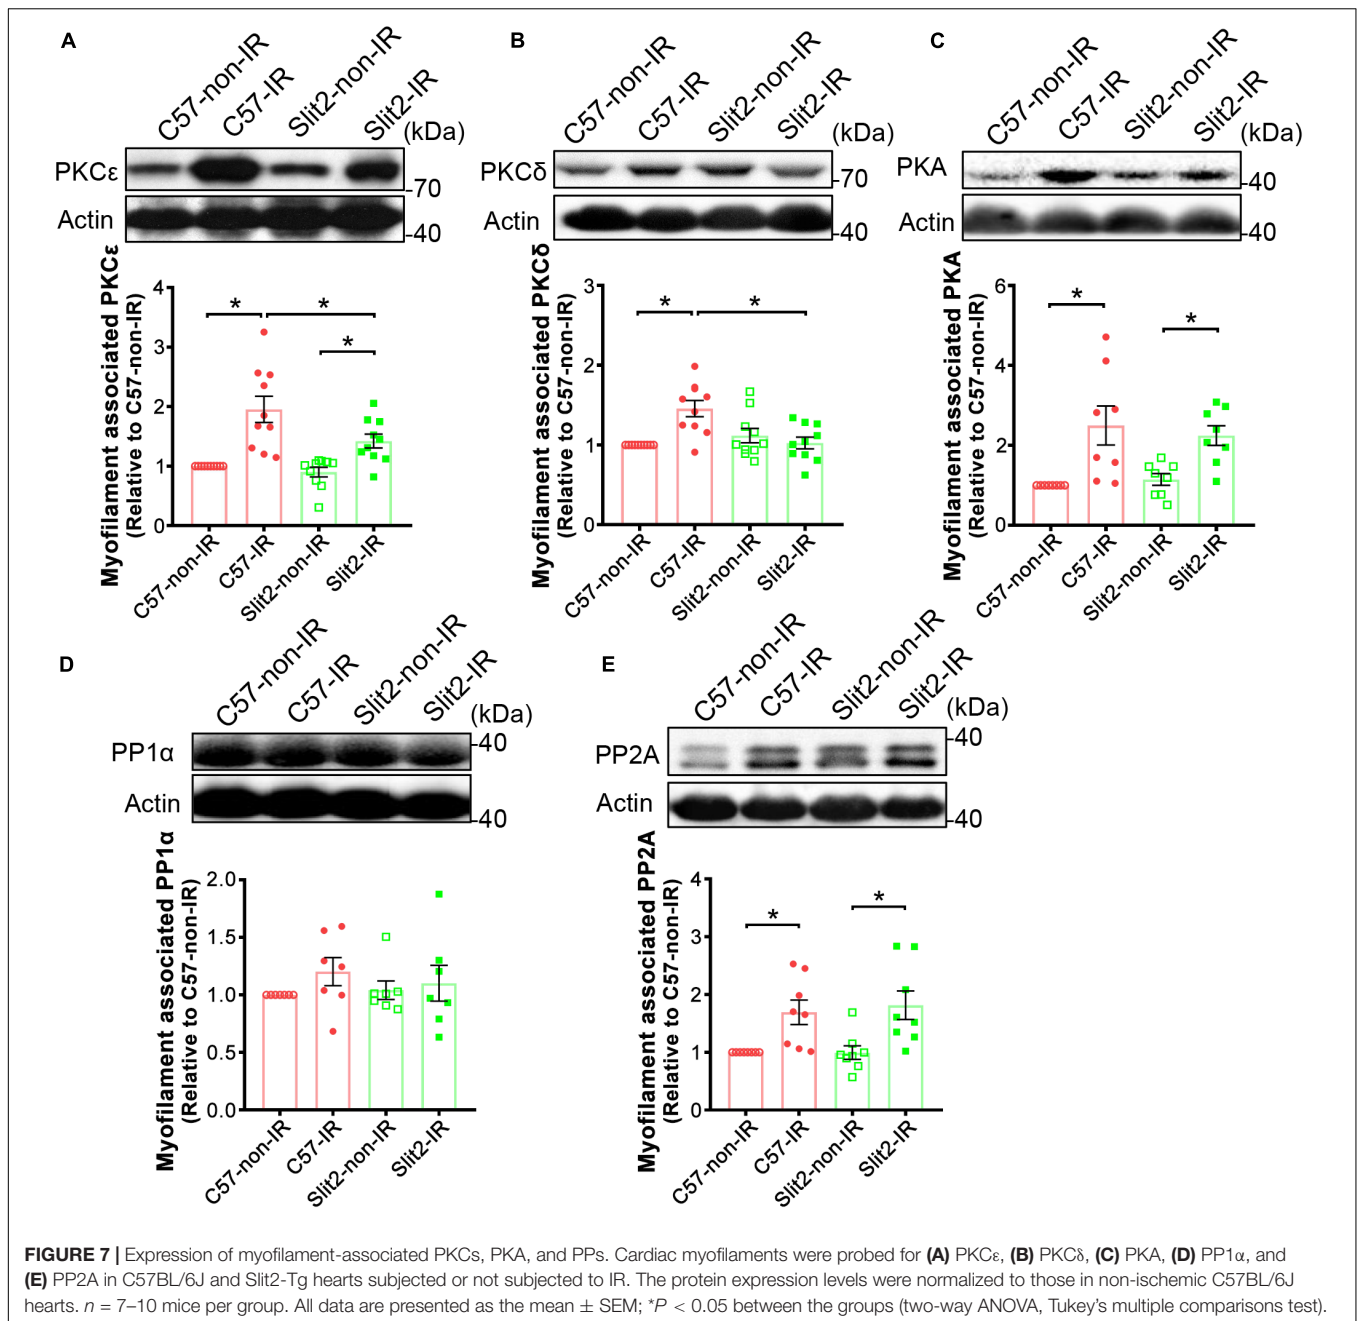 A
C57-non-IR
C57-IR
Slit2-non-IR
Slit2-IR
(kDa)
PKCε
-70
Actin
-40
Myofilament associated PKCε
(Relative to C57-non-IR)
4
3
2
1
0
*
*
*
C57-non-IR
C57-IR
Slit2-non-IR
Slit2-IR
B
C57-non-IR
C57-IR
Slit2-non-IR
Slit2-IR
(kDa)
PKCδ
-70
Actin
-40
Myofilament associated PKCδ
(Relative to C57-non-IR)
3
2
1
0
*
*
C57-non-IR
C57-IR
Slit2-non-IR
Slit2-IR
C
C57-non-IR
C57-IR
Slit2-non-IR
Slit2-IR
(kDa)
PKA
-40
Actin
-40
Myofilament associated PKA
(Relative to C57-non-IR)
6
4
2
0
*
*
C57-non-IR
C57-IR
Slit2-non-IR
Slit2-IR
D
C57-non-IR
C57-IR
Slit2-non-IR
Slit2-IR
(kDa)
PP1α
-40
Actin
-40
Myofilament associated PP1α
(Relative to C57-non-IR)
2.0
1.5
1.0
0.5
0.0
C57-non-IR
C57-IR
Slit2-non-IR
Slit2-IR
E
C57-non-IR
C57-IR
Slit2-non-IR
Slit2-IR
(kDa)
PP2A
-40
Actin
-40
Myofilament associated PP2A
(Relative to C57-non-IR)
4
3
2
1
0
*
*
C57-non-IR
C57-IR
Slit2-non-IR
Slit2-IR
FIGURE 7 | Expression of myofilament-associated PKCs, PKA, and PPs. Cardiac myofilaments were probed for (A) PKCε, (B) PKCδ, (C) PKA, (D) PP1α, and
(E) PP2A in C57BL/6J and Slit2-Tg hearts subjected or not subjected to IR. The protein expression levels were normalized to those in non-ischemic C57BL/6J
hearts. n = 7–10 mice per group. All data are presented as the mean ± SEM; *P < 0.05 between the groups (two-way ANOVA, Tukey's multiple comparisons test).